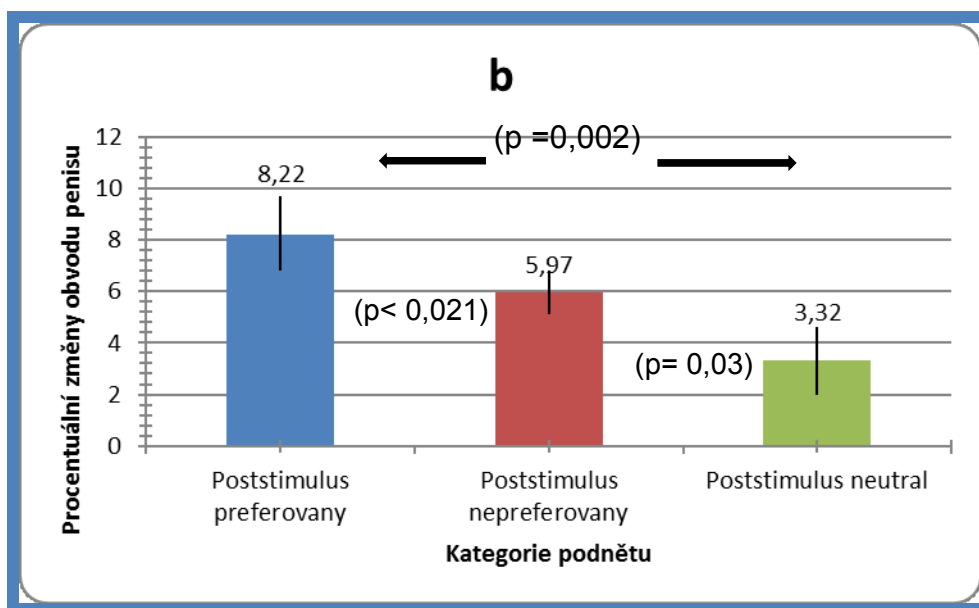 b
Procentuální změny obvodu penisu
12
10
8
6
4
2
0
(p =0,002)
8,22
5,97
3,32
(p< 0,021)
(p= 0,03)
Poststimulus
preferovany
Poststimulus
nepreferovany
Poststimulus neutral
Kategorie podnětu